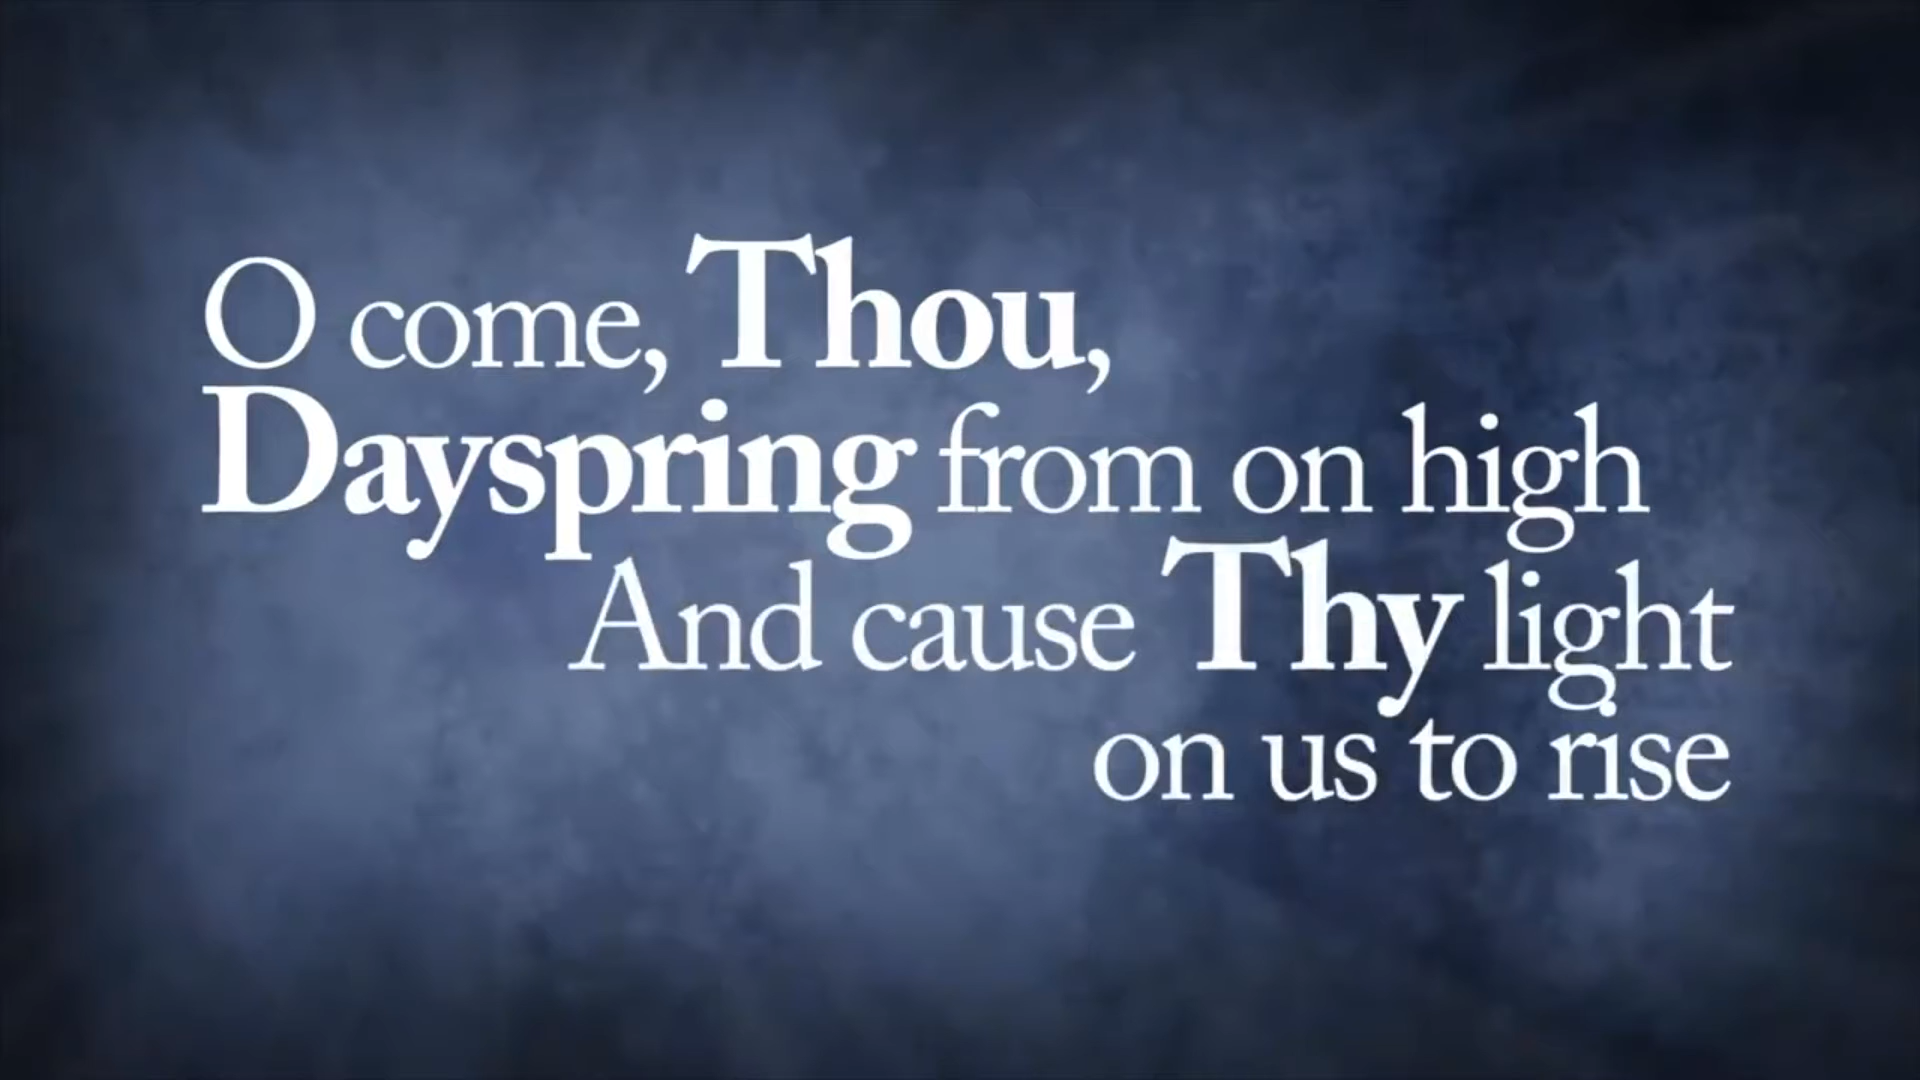 O come, Thou,
Dayspring from on high
And cause Thy light
on us to rise